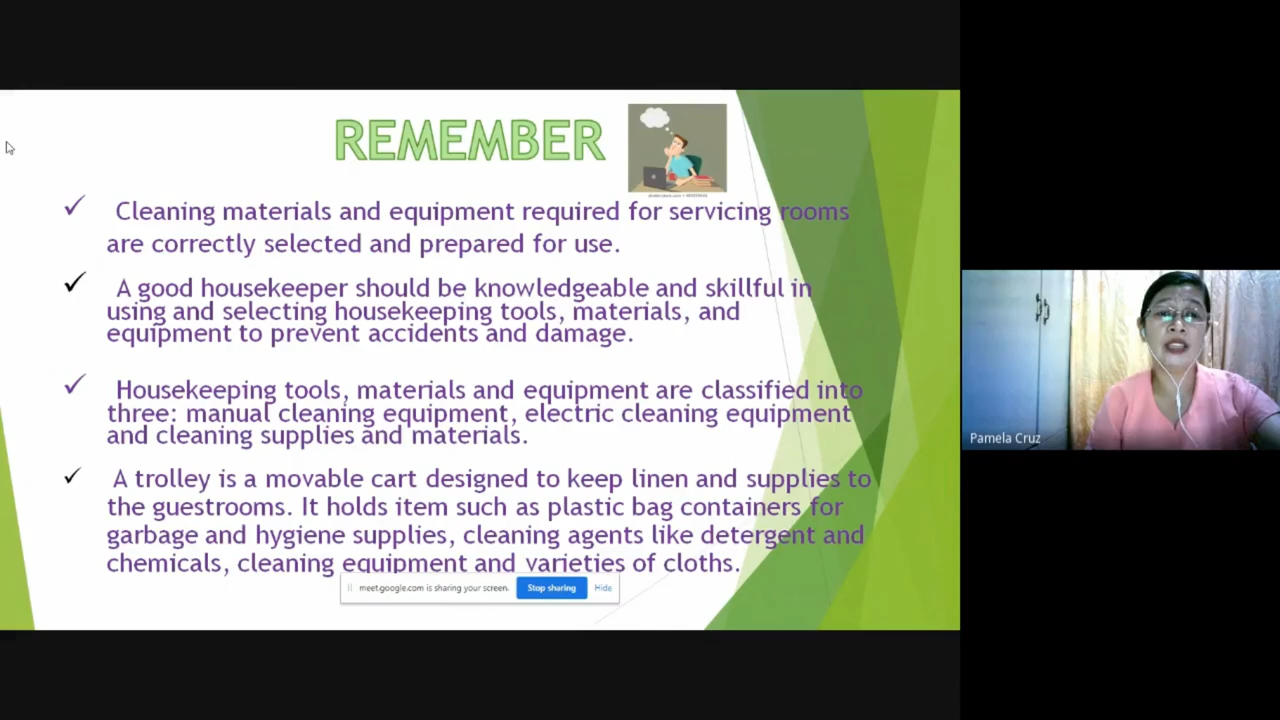 REMEMBER
Cleaning materials and equipment required for servicing rooms
are correctly selected and prepared for use.
A good housekeeper should be knowledgeable and skillful in
using and selecting housekeeping tools, materials, and
equipment to prevent accidents and damage.
Housekeeping tools, materials and equipment are classified into
three: manual cleaning equipment, electric cleaning equipment
and cleaning supplies and materials.
A trolley is a movable cart designed to keep linen and supplies to
the guestrooms. It holds item such as plastic bag containers for
garbage and hygiene supplies, cleaning agents like detergent and
chemicals, cleaning equipment and varieties of cloths.
meet.google.com is sharing your screen. Stop sharing Hide
Pamela Cruz